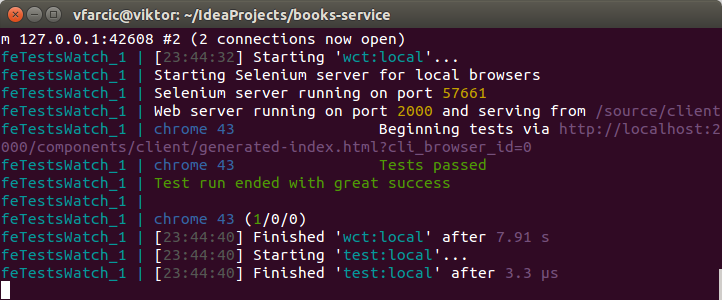 vfarcic@viktor: ~/IdeaProjects/books-service
m 127.0.0.1:42608 #2 (2 connections now open)
feTestsWatch_1 | [23:44:32] Starting 'wct:local'...
feTestsWatch_1 | Starting Selenium server for local browsers
feTestsWatch_1 | Selenium server running on port 57661
feTestsWatch_1 | Web server running on port 2000 and serving from /source/client
feTestsWatch_1 | chrome 43                Beginning tests via http://localhost:2
000/components/client/generated-index.html?cli_browser_id=0
feTestsWatch_1 | chrome 43                Tests passed
feTestsWatch_1 | Test run ended with great success
feTestsWatch_1 |
feTestsWatch_1 | chrome 43 (1/0/0)
feTestsWatch_1 | [23:44:40] Finished 'wct:local' after 7.91 s
feTestsWatch_1 | [23:44:40] Starting 'test:local'...
feTestsWatch_1 | [23:44:40] Finished 'test:local' after 3.3 μs